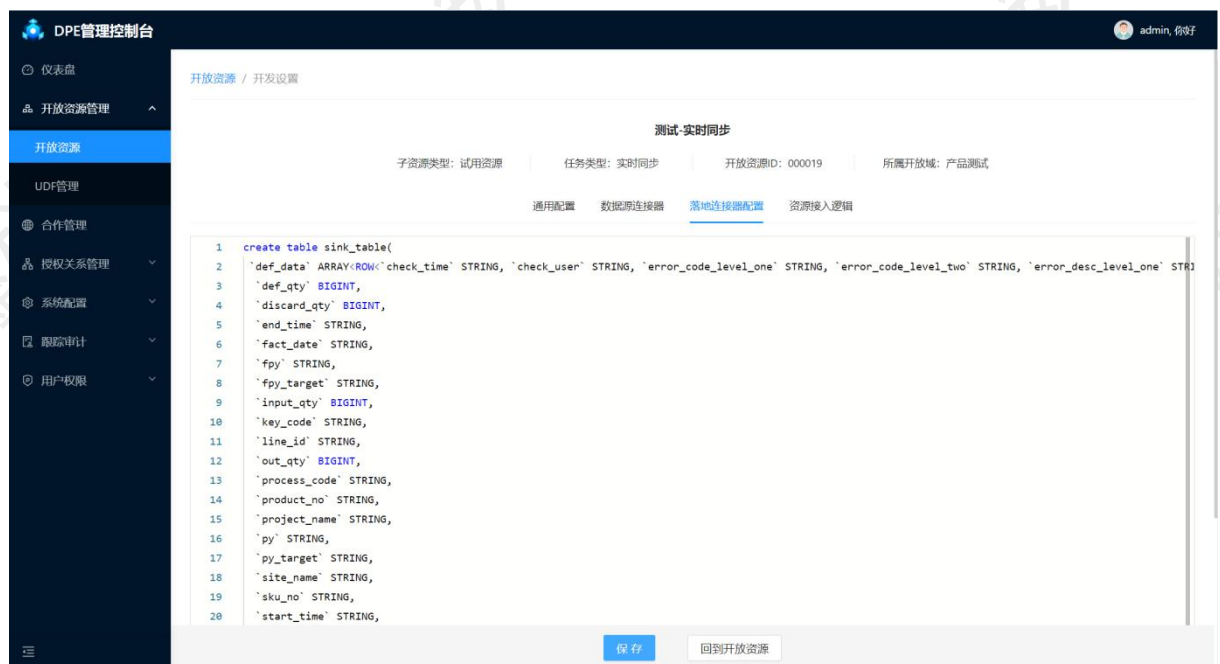 DPE管理控制台
admin, 你好
仪表盘
开放资源管理
开放资源
UDF管理
合作管理
授权关系管理
系统配置
跟踪审计
用户权限
开放资源 / 开发设置
测试-实时同步
子资源类型：试用资源 任务类型：实时同步 开放资源ID：000019 所属开放域：产品测试
通用配置 数据源连接器 落地连接器配置 资源接入逻辑
1 create table sink_table(
2 `def_data` ARRAY<ROW<`check_time` STRING, `check_user` STRING, `error_code_level_one` STRING, `error_code_level_two` STRING, `error_desc_level_one` STRI
3 `def_qty` BIGINT,
4 `discard_qty` BIGINT,
5 `end_time` STRING,
6 `fact_date` STRING,
7 `fpy` STRING,
8 `fpy_target` STRING,
9 `input_qty` BIGINT,
10 `key_code` STRING,
11 `line_id` STRING,
12 `out_qty` BIGINT,
13 `process_code` STRING,
14 `product_no` STRING,
15 `project_name` STRING,
16 `py` STRING,
17 `py_target` STRING,
18 `site_name` STRING,
19 `sku_no` STRING,
20 `start_time` STRING,
保存 回到开放资源